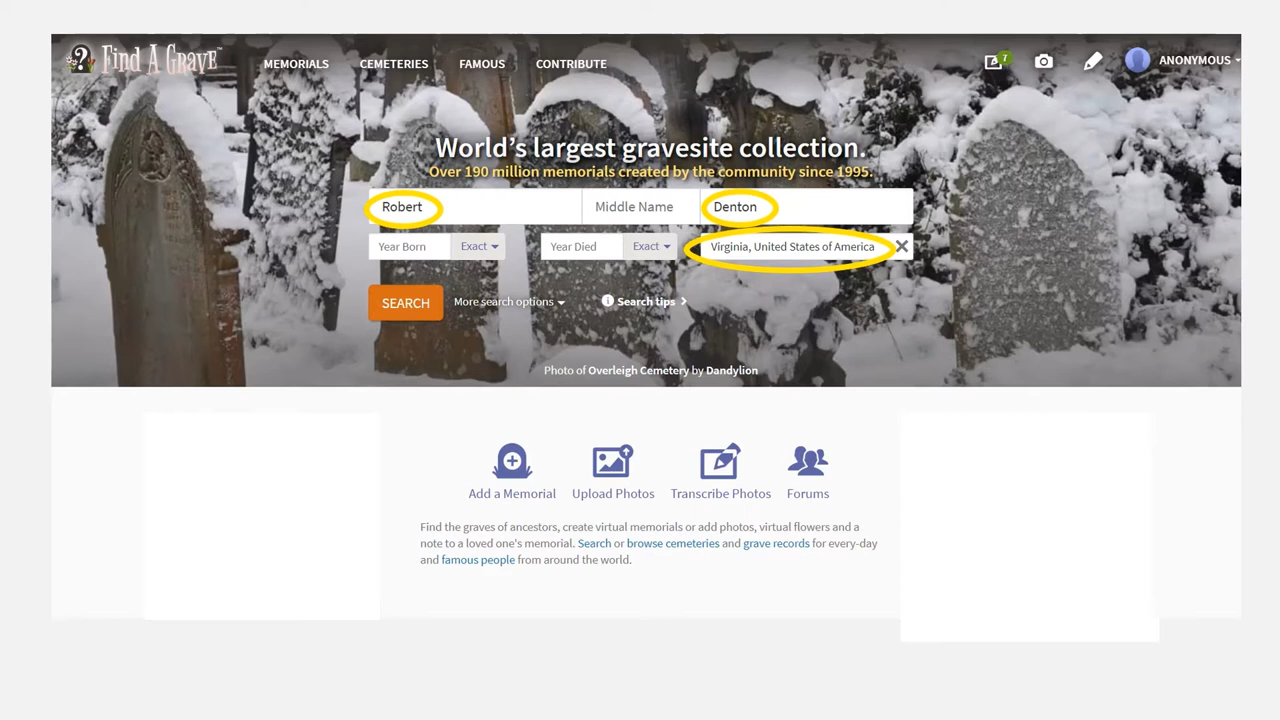 Find A Grave™
MEMORIALS CEMETERIES FAMOUS CONTRIBUTE 7 ANONYMOUS
World's largest gravesite collection.
Over 190 million memorials created by the community since 1995.
Robert Middle Name Denton
Year Born Exact Year Died Exact Virginia, United States of America
SEARCH More search options Search tips
Photo of Overleigh Cemetery by Dandylion
Add a Memorial Upload Photos Transcribe Photos Forums
Find the graves of ancestors, create virtual memorials or add photos, virtual flowers and a
note to a loved one's memorial. Search or browse cemeteries and grave records for every-day
and famous people from around the world.